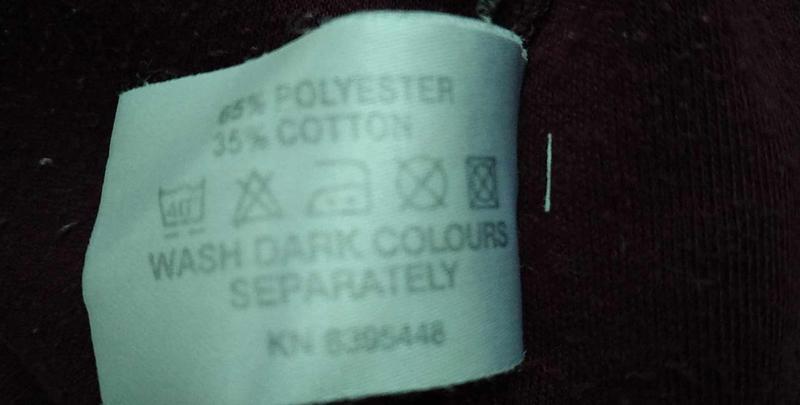 65% POLYESTER
35% COTTON
40
WASH DARK COLOURS
SEPARATELY
KN 8395448